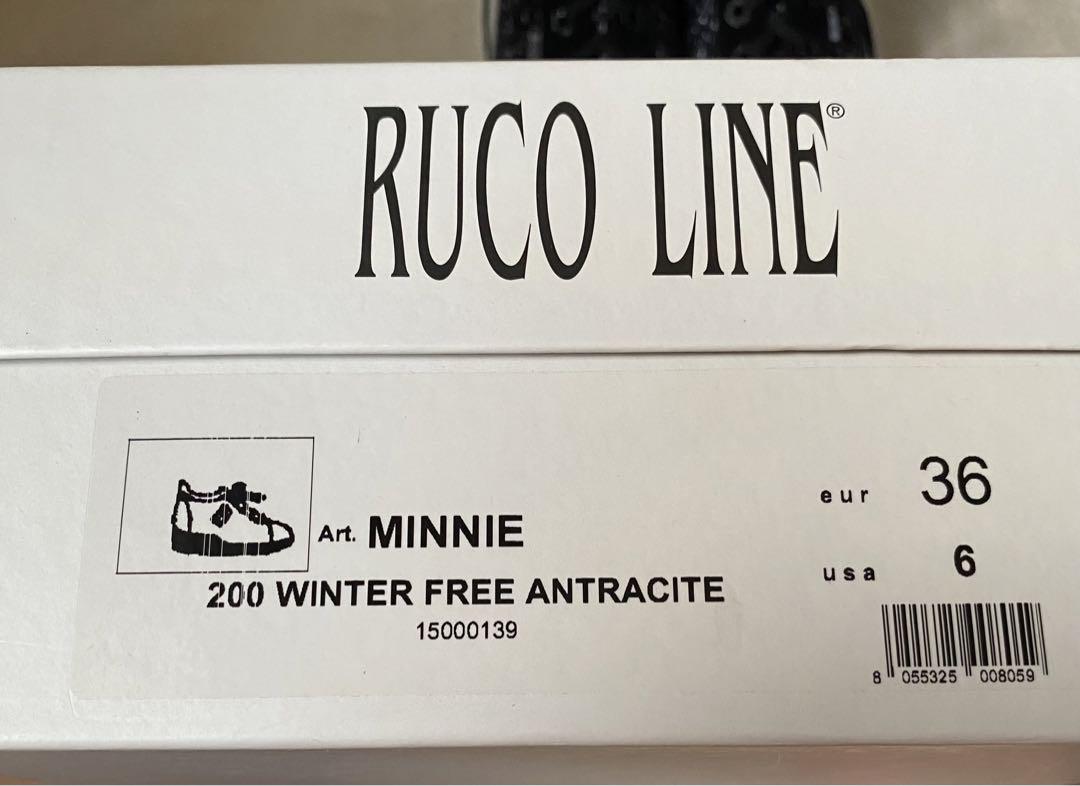 RUCO LINE®
Art. MINNIE
200 WINTER FREE ANTRACITE
15000139
eur 36
usa 6
8 055325 008059